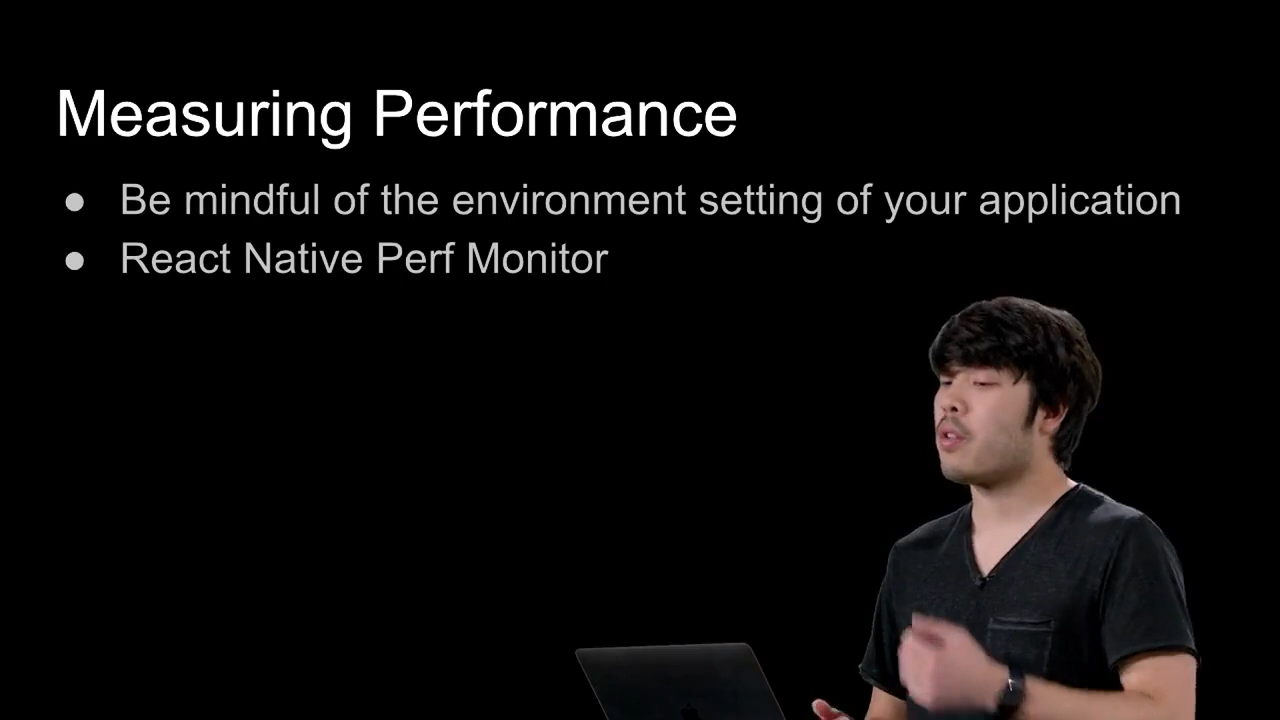 Measuring Performance
● Be mindful of the environment setting of your application
● React Native Perf Monitor